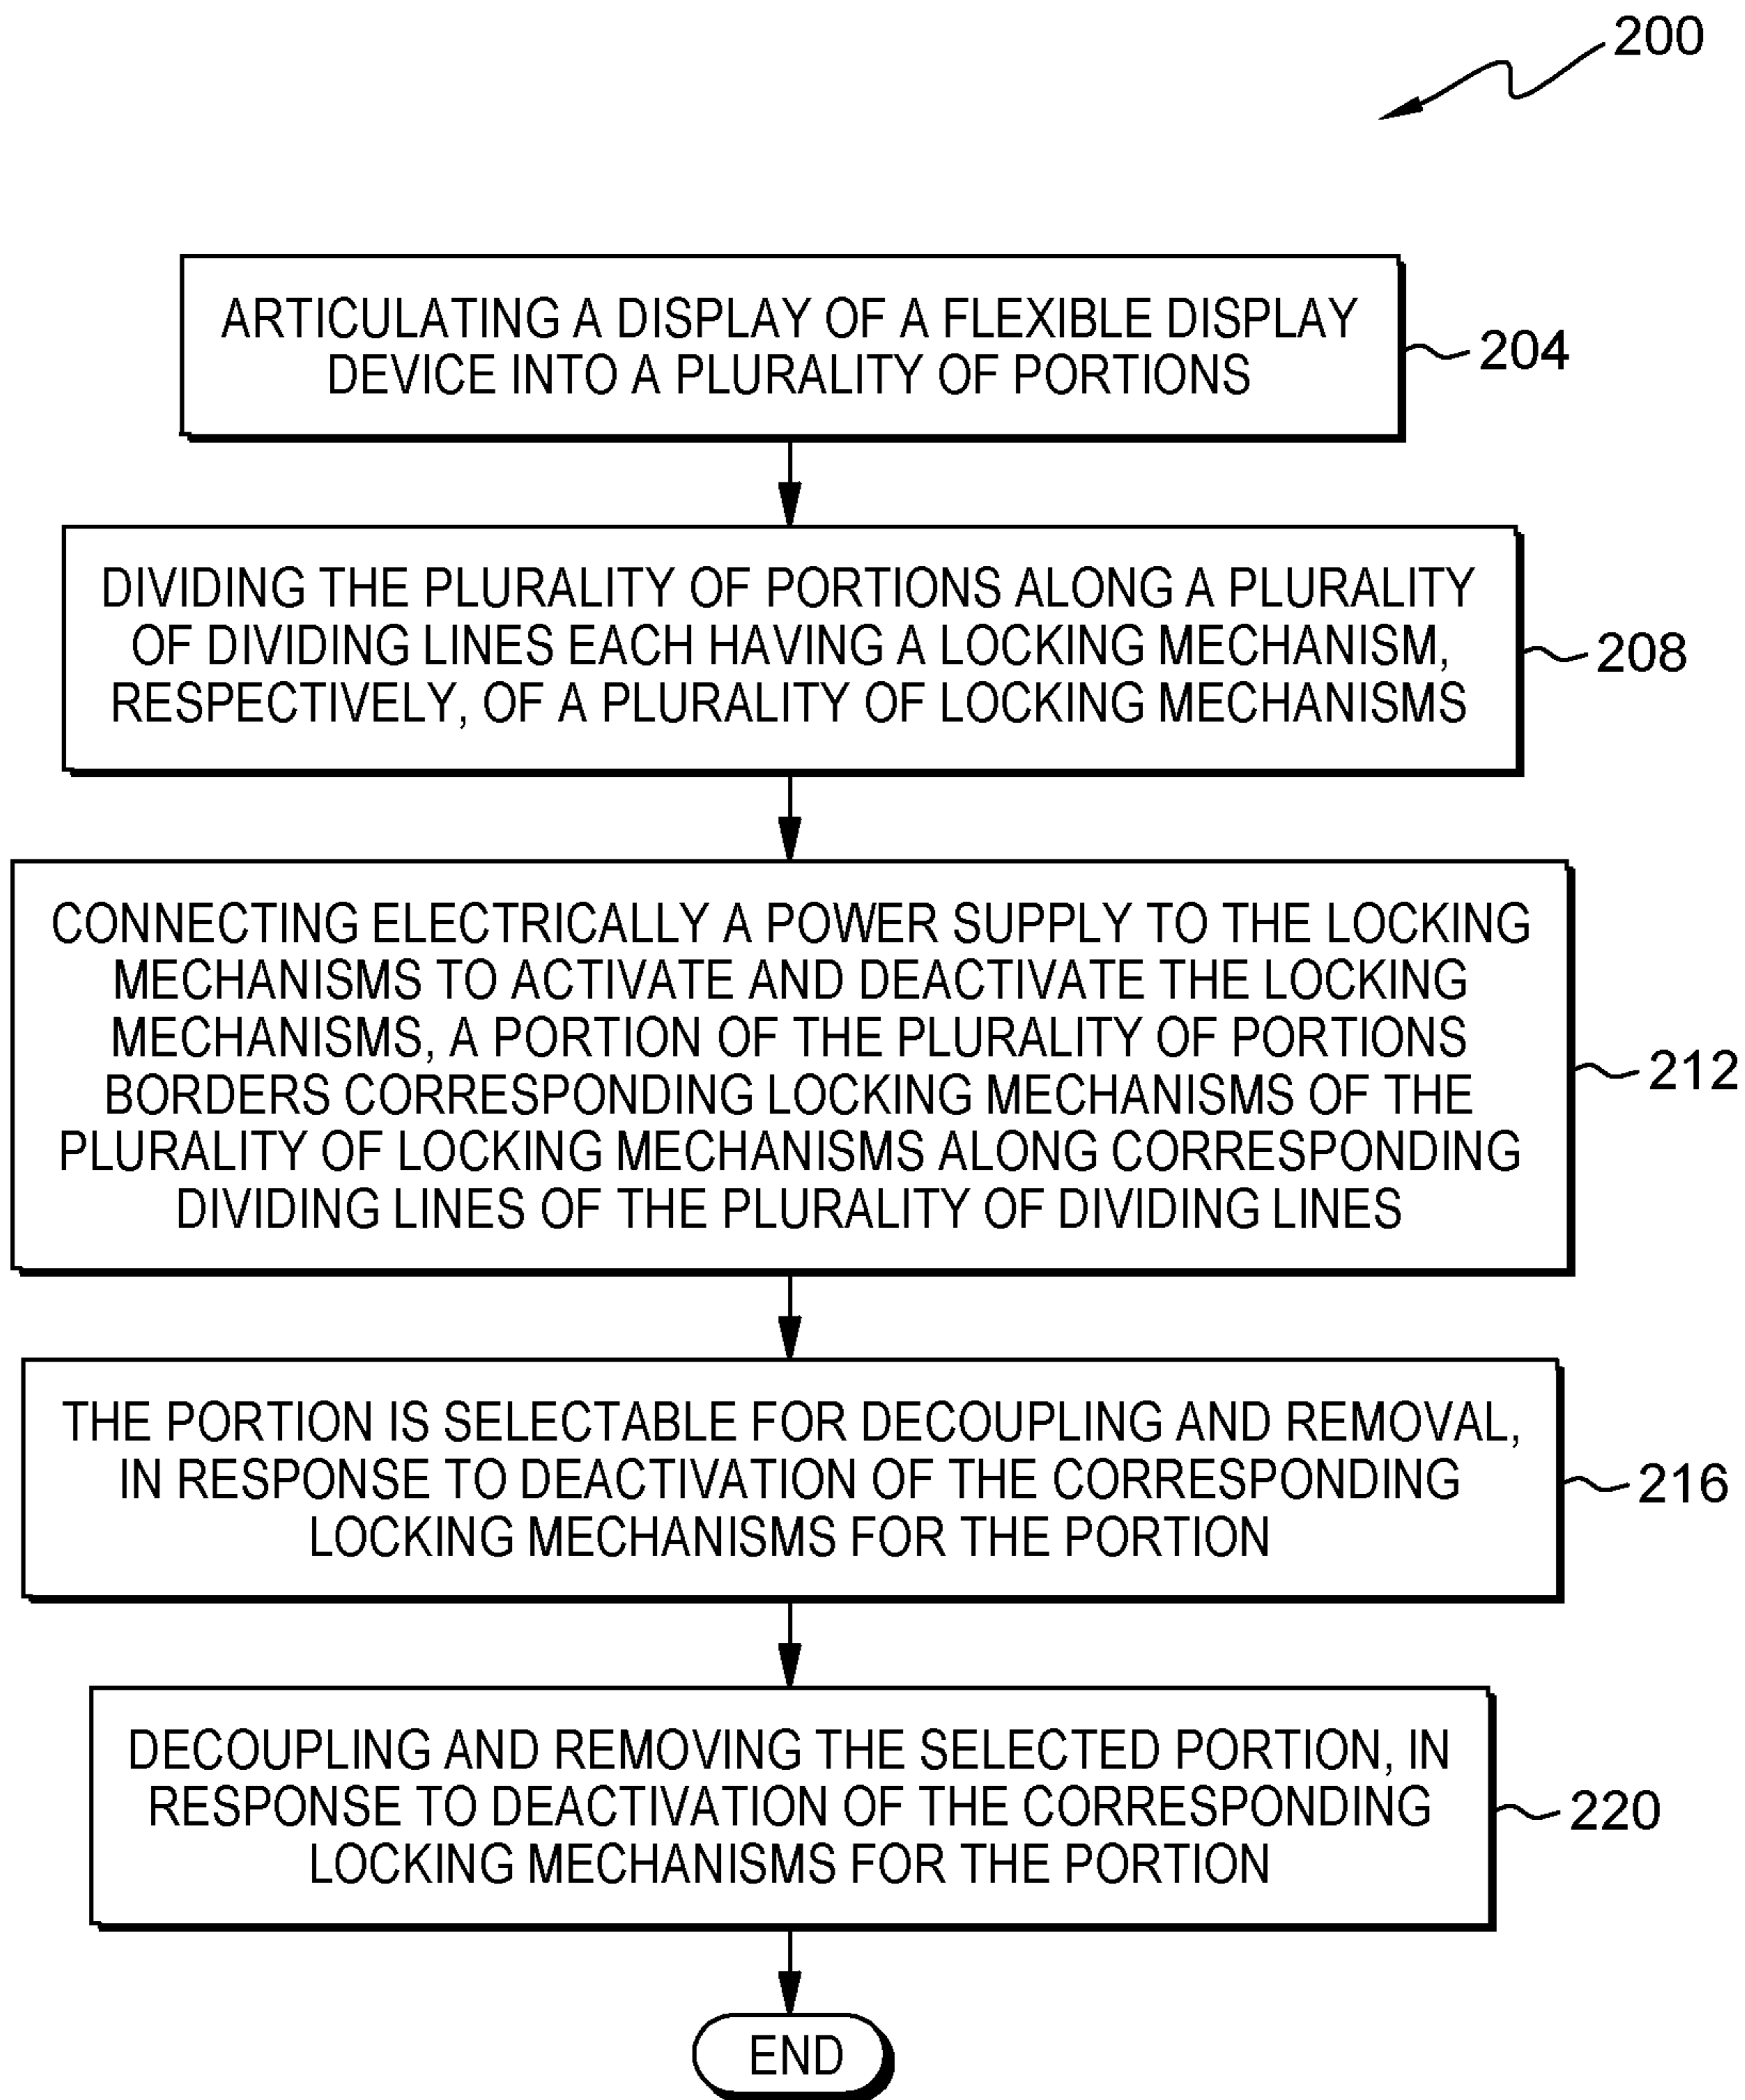 200
ARTICULATING A DISPLAY OF A FLEXIBLE DISPLAY
DEVICE INTO A PLURALITY OF PORTIONS
204
DIVIDING THE PLURALITY OF PORTIONS ALONG A PLURALITY
OF DIVIDING LINES EACH HAVING A LOCKING MECHANISM,
RESPECTIVELY, OF A PLURALITY OF LOCKING MECHANISMS
208
CONNECTING ELECTRICALLY A POWER SUPPLY TO THE LOCKING
MECHANISMS TO ACTIVATE AND DEACTIVATE THE LOCKING
MECHANISMS, A PORTION OF THE PLURALITY OF PORTIONS
BORDERS CORRESPONDING LOCKING MECHANISMS OF THE
PLURALITY OF LOCKING MECHANISMS ALONG CORRESPONDING
DIVIDING LINES OF THE PLURALITY OF DIVIDING LINES
212
THE PORTION IS SELECTABLE FOR DECOUPLING AND REMOVAL,
IN RESPONSE TO DEACTIVATION OF THE CORRESPONDING
LOCKING MECHANISMS FOR THE PORTION
216
DECOUPLING AND REMOVING THE SELECTED PORTION, IN
RESPONSE TO DEACTIVATION OF THE CORRESPONDING
LOCKING MECHANISMS FOR THE PORTION
220
END